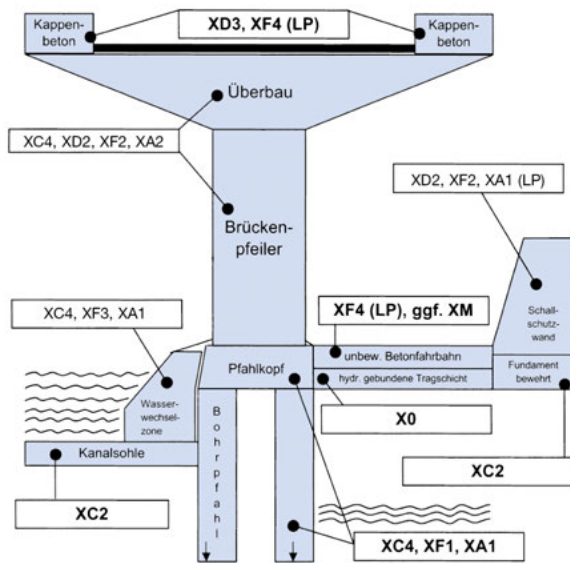 Kappen-
beton
XD3, XF4 (LP)
Kappen-
beton
Überbau
XC4, XD2, XF2, XA2
XD2, XF2, XA1 (LP)
Brücken-
pfeiler
XC4, XF3, XA1
XF4 (LP), ggf. XM
Schall-
schutz-
wand
unbew. Betonfahrbahn
Pfahlkopf
Fundament
bewehrt
hydr. gebundene Tragschicht
Wasser-
wechsel-
zone
Bohrpfahl
X0
Kanalsohle
XC2
XC2
XC4, XF1, XA1